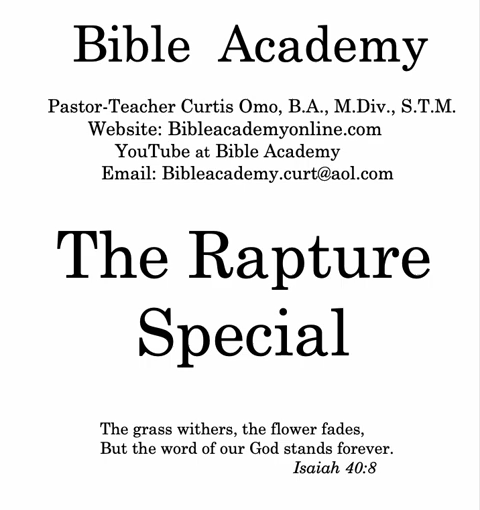 Bible Academy
Pastor-Teacher Curtis Omo, B.A., M.Div., S.T.M.
Website: Bibleacademyonline.com
YouTube at Bible Academy
Email: Bibleacademy.curt@aol.com
The Rapture
Special
The grass withers, the flower fades,
But the word of our God stands forever.
Isaiah 40:8